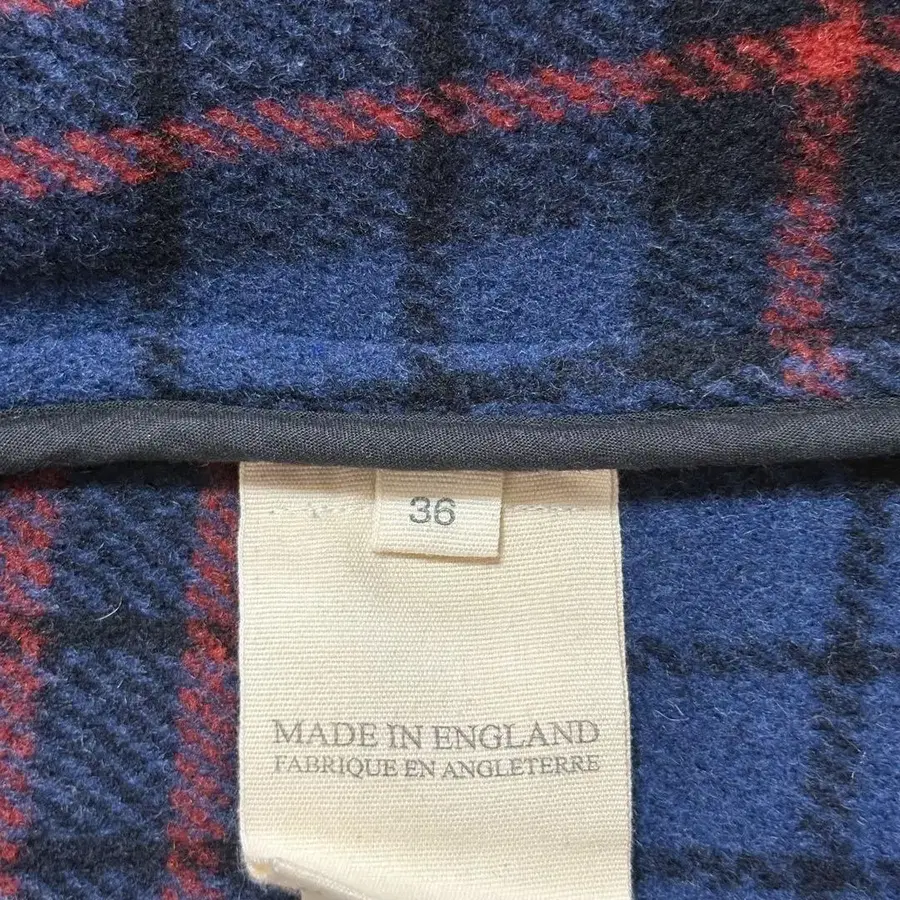 36
MADE IN ENGLAND
FABRIQUE EN ANGLETERRE